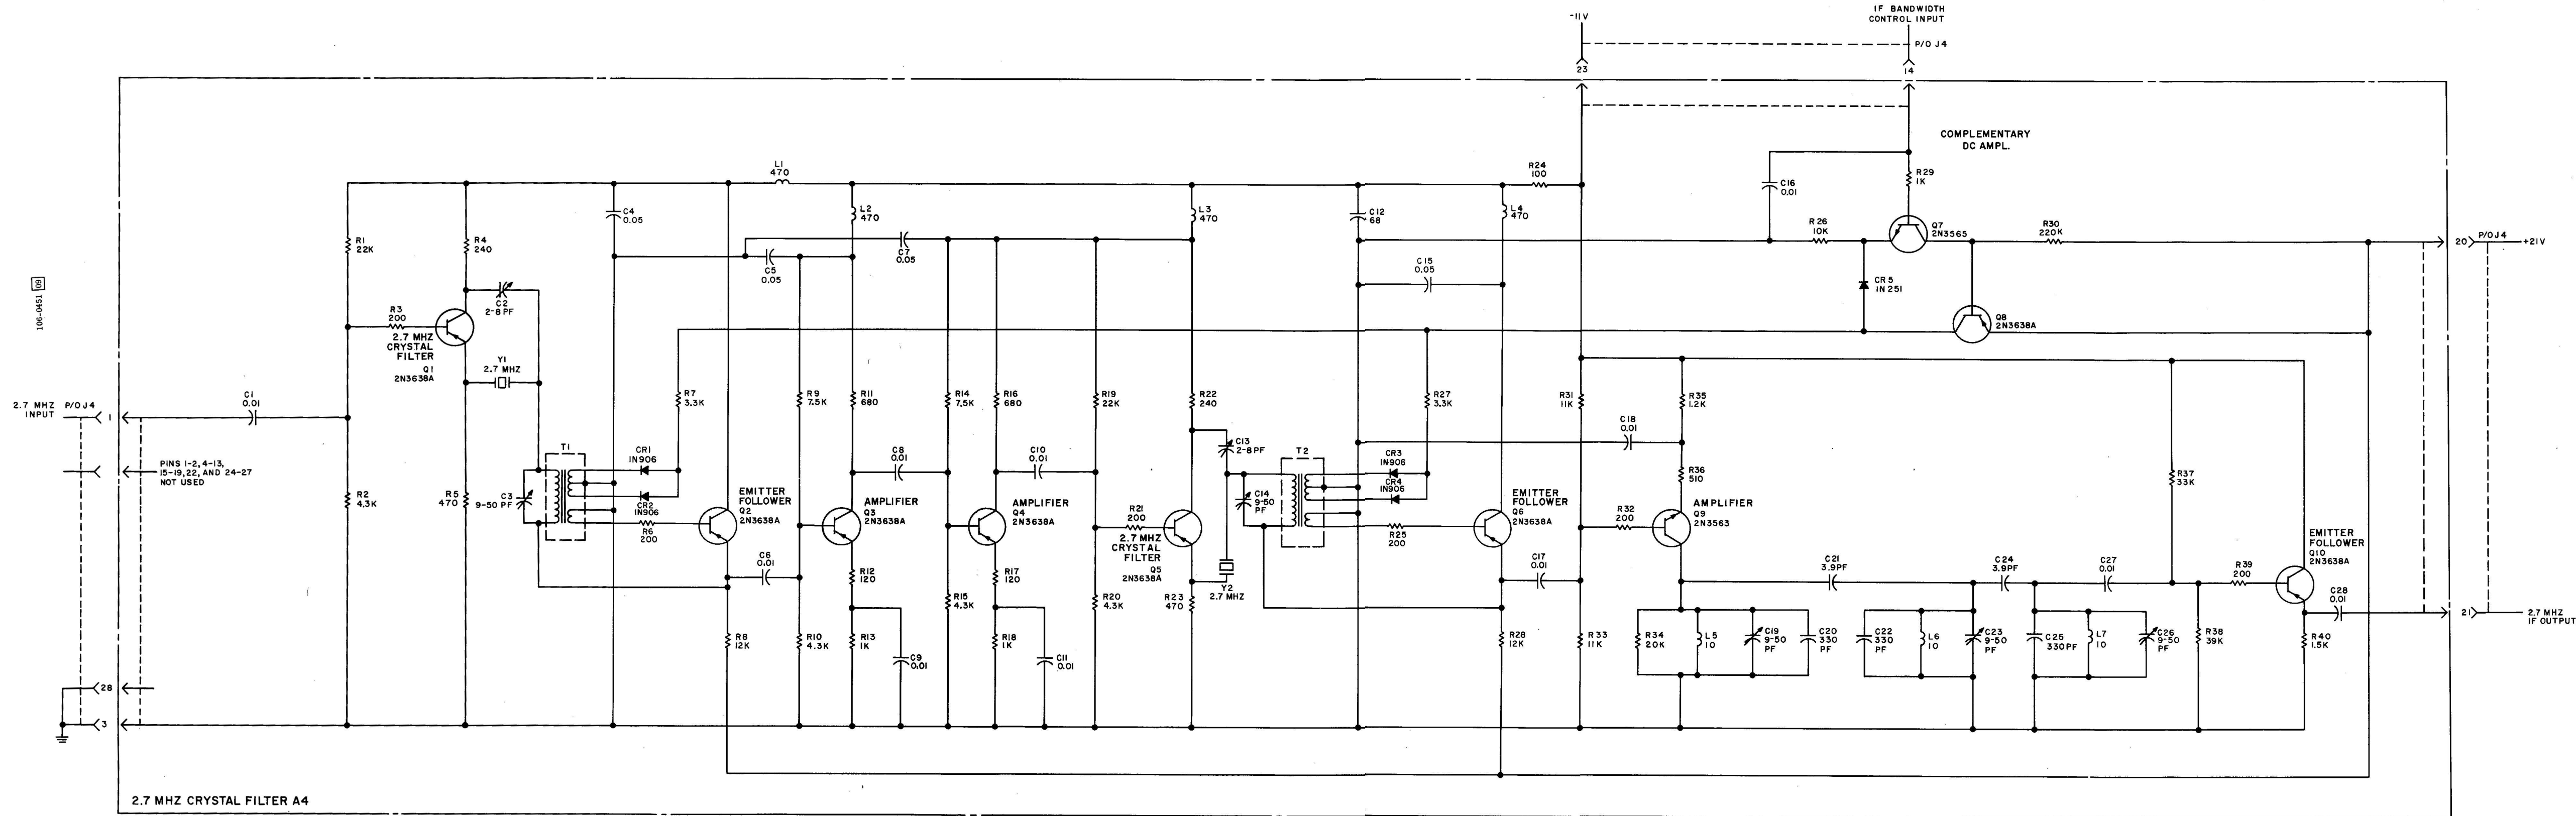 IF BANDWIDTH
CONTROL INPUT
-11V
P/O J4
23
14
COMPLEMENTARY
DC AMPL.
L1
470
R24
100
C16
0.01
R29
1K
C4
0.05
L2
470
L3
470
C12
68
L4
470
R1
22K
R4
240
C7
0.05
R26
10K
Q7
2N3565
R30
220K
20
P/O J4
+21V
C5
0.05
C15
0.05
CR5
1N251
106-0451 09
R3
200
C2
2-8 PF
2.7 MHZ
CRYSTAL
FILTER
Q1
2N3638A
Y1
2.7 MHZ
Q8
2N3638A
2.7 MHZ
INPUT
P/O J4
1
C1
0.01
R7
3.3K
R9
7.5K
R11
680
R14
7.5K
R16
680
R19
22K
R22
240
R27
3.3K
R31
11K
R35
1.2K
C18
0.01
C13
2-8 PF
PINS 1-2, 4-13,
15-19, 22, AND 24-27
NOT USED
T1
CR1
1N906
C8
0.01
C10
0.01
T2
CR3
1N906
CR4
1N906
R36
510
R37
33K
R2
4.3K
R5
470
C3
9-50 PF
CR2
1N906
R6
200
EMITTER
FOLLOWER
Q2
2N3638A
AMPLIFIER
Q3
2N3638A
AMPLIFIER
Q4
2N3638A
R21
200
2.7 MHZ
CRYSTAL
FILTER
Q5
2N3638A
C14
9-50
PF
R25
200
EMITTER
FOLLOWER
Q6
2N3638A
R32
200
AMPLIFIER
Q9
2N3563
EMITTER
FOLLOWER
Q10
2N3638A
C6
0.01
R12
120
R17
120
Y2
2.7 MHZ
C17
0.01
C21
3.9PF
C24
3.9PF
C27
0.01
R39
200
C28
0.01
R15
4.3K
R20
4.3K
R23
470
21
2.7 MHZ
IF OUTPUT
R8
12K
R10
4.3K
R13
1K
C9
0.01
R18
1K
C11
0.01
R28
12K
R33
11K
R34
20K
L5
10
C19
9-50
PF
C20
330
PF
C22
330
PF
L6
10
C23
9-50
PF
C25
330PF
L7
10
C26
9-50
PF
R38
39K
R40
1.5K
28
3
2.7 MHZ CRYSTAL FILTER A4